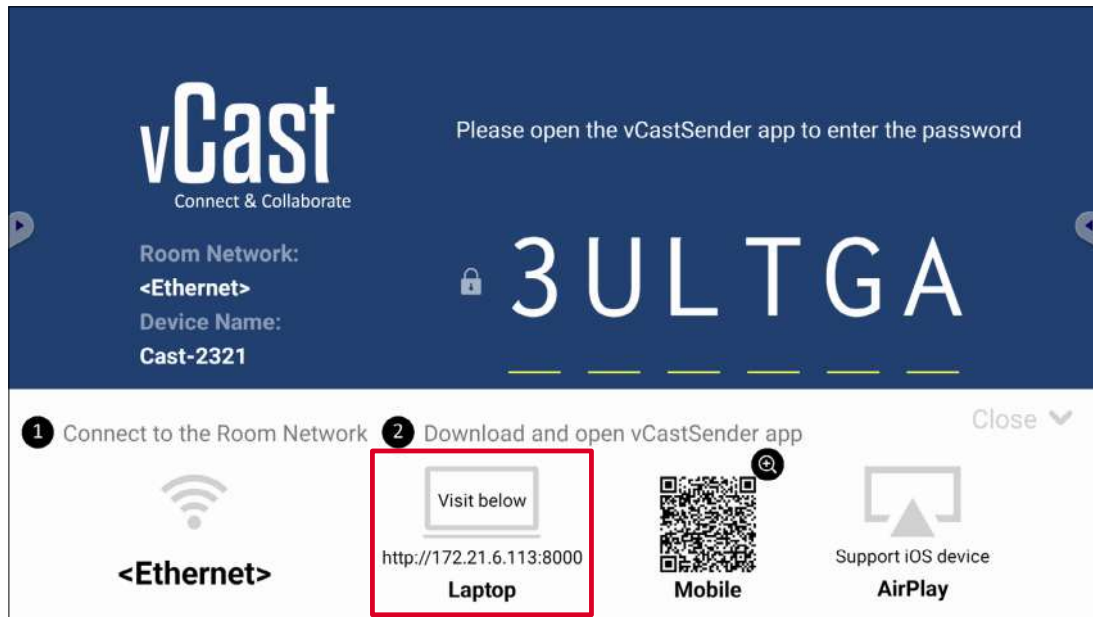 vCast
Connect & Collaborate
Please open the vCastSender app to enter the password
Room Network:
<Ethernet>
Device Name:
Cast-2321
3ULTGA
1 Connect to the Room Network
2 Download and open vCastSender app
Close
<Ethernet>
Visit below
http://172.21.6.113:8000
Laptop
Mobile
Support iOS device
AirPlay